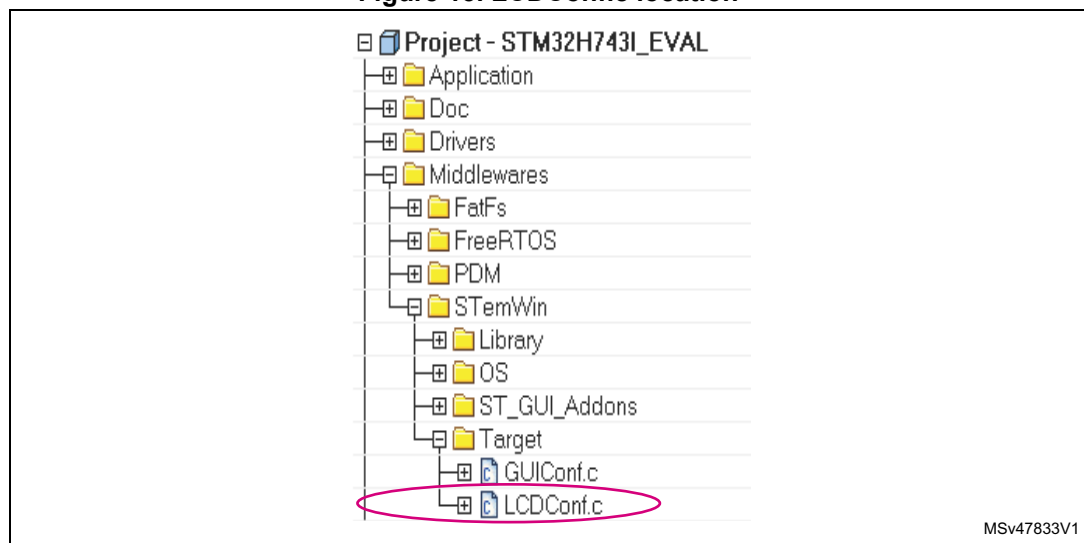 Project - STM32H743I_EVAL
Application
Doc
Drivers
Middlewares
FatFs
FreeRTOS
PDM
STemWin
Library
OS
ST_GUI_Addons
Target
c GUIConf.c
c LCDConf.c
MSv47833V1